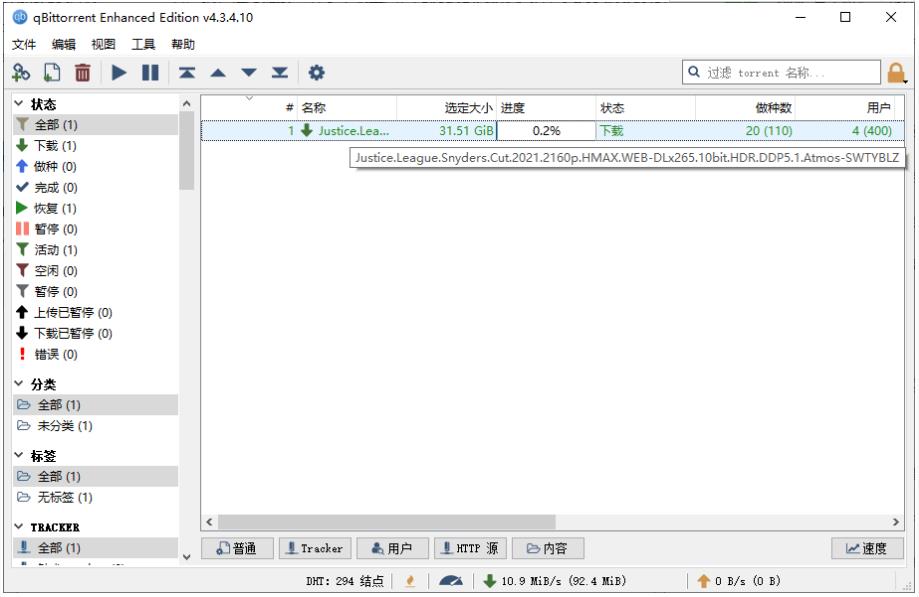 qBittorrent Enhanced Edition v4.3.4.10
文件 编辑 视图 工具 帮助
过滤 torrent 名称...
状态
全部 (1)
下载 (1)
做种 (0)
完成 (0)
恢复 (1)
暂停 (0)
活动 (1)
空闲 (0)
暂停 (0)
上传已暂停 (0)
下载已暂停 (0)
错误 (0)
分类
全部 (1)
未分类 (1)
标签
全部 (1)
无标签 (1)
TRACKER
全部 (1)
# 名称 选定大小 进度 状态 做种数 用户
1 Justice.Lea... 31.51 GiB 0.2% 下载 20 (110) 4 (400)
Justice.League.Snyders.Cut.2021.2160p.HMAX.WEB-DLx265.10bit.HDR.DDP5.1.Atmos-SWTYBLZ
普通 Tracker 用户 HTTP 源 内容 速度
DHT: 294 结点 10.9 MiB/s (92.4 MiB) 0 B/s (0 B)